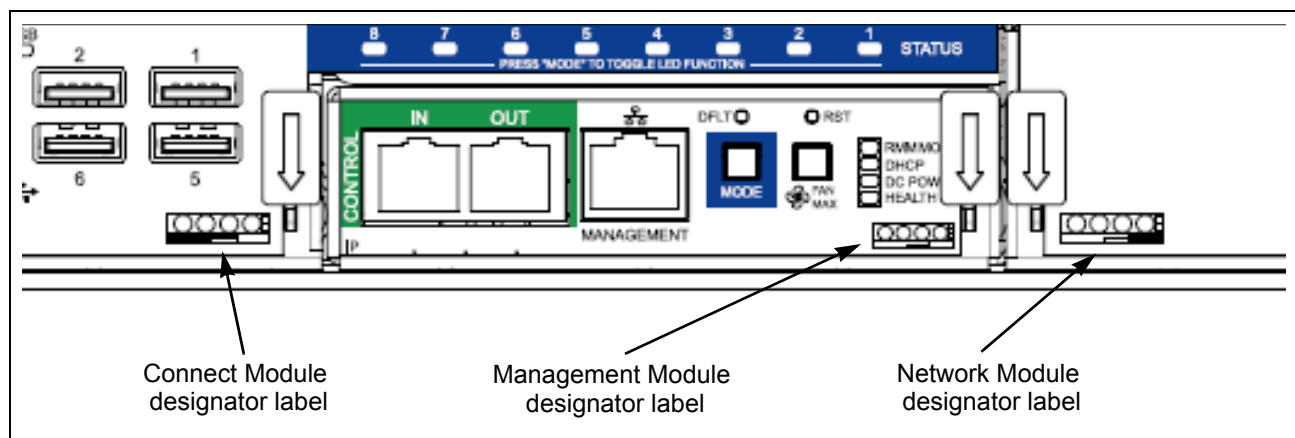 8 7 6 5 4 3 2 1 STATUS
PRESS "MODE" TO TOGGLE LED FUNCTION
2 1
6 5
CONTROL
IN OUT
MANAGEMENT
DFLT RST
MODE
FAN
MAX
RMMMO
DHCP
DC POW
HEALTH
Connect Module
designator label
Management Module
designator label
Network Module
designator label